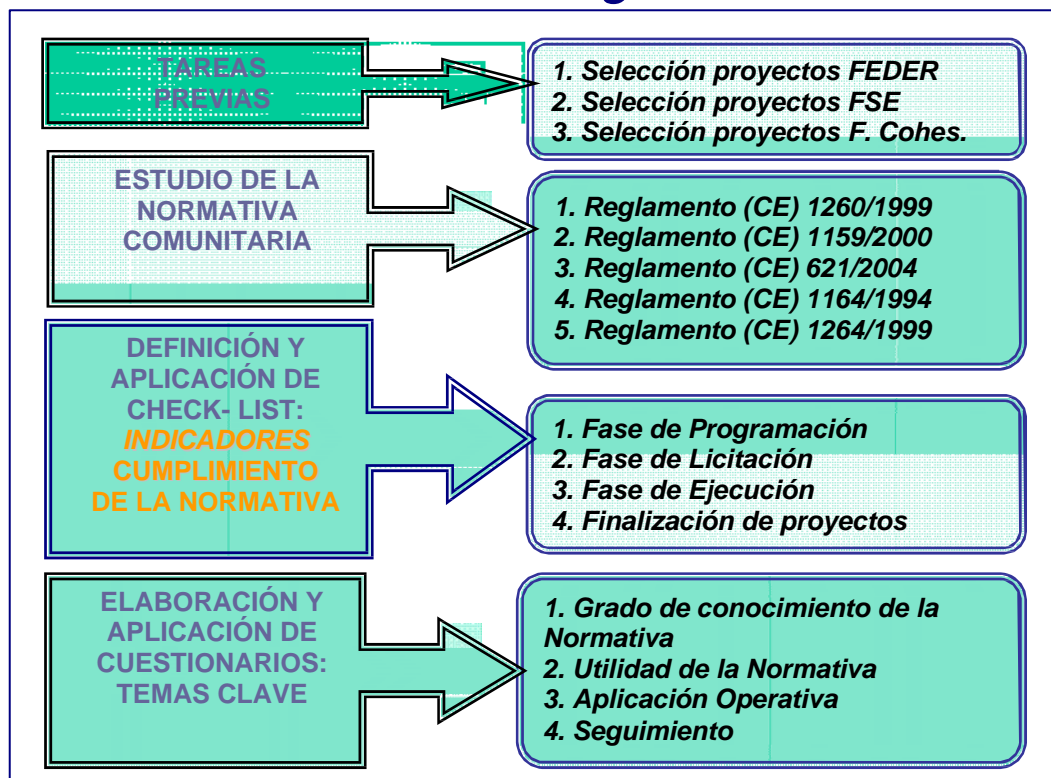 TAREAS
PREVIAS
1. Selección proyectos FEDER
2. Selección proyectos FSE
3. Selección proyectos F. Cohes.
ESTUDIO DE LA
NORMATIVA
COMUNITARIA
1. Reglamento (CE) 1260/1999
2. Reglamento (CE) 1159/2000
3. Reglamento (CE) 621/2004
4. Reglamento (CE) 1164/1994
5. Reglamento (CE) 1264/1999
DEFINICIÓN Y
APLICACIÓN DE
CHECK- LIST:
INDICADORES
CUMPLIMIENTO
DE LA NORMATIVA
1. Fase de Programación
2. Fase de Licitación
3. Fase de Ejecución
4. Finalización de proyectos
ELABORACIÓN Y
APLICACIÓN DE
CUESTIONARIOS:
TEMAS CLAVE
1. Grado de conocimiento de la
Normativa
2. Utilidad de la Normativa
3. Aplicación Operativa
4. Seguimiento